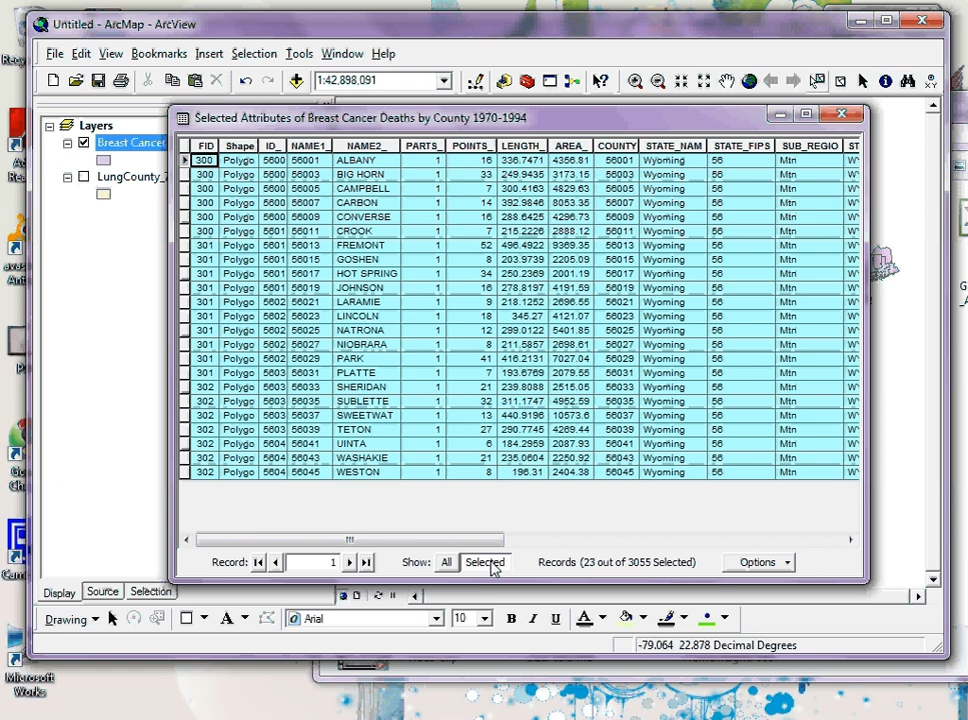 Untitled - ArcMap - ArcView
File Edit View Bookmarks Insert Selection Tools Window Help
1:42,898,091
Layers
Breast Cancer
LungCounty_
Selected Attributes of Breast Cancer Deaths by County 1970-1994
FID Shape ID_ NAME1_ NAME2_ PARTS_ POINTS_ LENGTH_ AREA_ COUNTY STATE_NAM STATE_FIPS SUB_REGIO ST
300 Polygo 5600 56001 ALBANY 1 16 336.7471 4356.81 56001 Wyoming 56 Mtn
300 Polygo 5600 56003 BIG HORN 1 33 249.9435 3173.15 56003 Wyoming 56 Mtn
300 Polygo 5600 56005 CAMPBELL 1 7 300.4163 4829.63 56005 Wyoming 56 Mtn
300 Polygo 5600 56007 CARBON 1 14 392.9846 8053.35 56007 Wyoming 56 Mtn
300 Polygo 5600 56009 CONVERSE 1 16 288.6425 4296.73 56009 Wyoming 56 Mtn
300 Polygo 5601 56011 CROOK 1 7 215.2226 2888.12 56011 Wyoming 56 Mtn
301 Polygo 5601 56013 FREMONT 1 52 496.4922 9369.35 56013 Wyoming 56 Mtn
301 Polygo 5601 56015 GOSHEN 1 8 203.9739 2205.09 56015 Wyoming 56 Mtn
301 Polygo 5601 56017 HOT SPRING 1 34 250.2369 2001.19 56017 Wyoming 56 Mtn
301 Polygo 5601 56019 JOHNSON 1 16 278.8197 4191.59 56019 Wyoming 56 Mtn
301 Polygo 5602 56021 LARAMIE 1 9 218.1252 2696.55 56021 Wyoming 56 Mtn
301 Polygo 5602 56023 LINCOLN 1 18 345.27 4121.07 56023 Wyoming 56 Mtn
301 Polygo 5602 56025 NATRONA 1 12 299.0122 5401.85 56025 Wyoming 56 Mtn
301 Polygo 5602 56027 NIOBRARA 1 8 211.5857 2698.61 56027 Wyoming 56 Mtn
301 Polygo 5602 56029 PARK 1 41 416.2131 7027.04 56029 Wyoming 56 Mtn
301 Polygo 5603 56031 PLATTE 1 7 193.6769 2079.55 56031 Wyoming 56 Mtn
302 Polygo 5603 56033 SHERIDAN 1 21 239.8088 2515.05 56033 Wyoming 56 Mtn
302 Polygo 5603 56035 SUBLETTE 1 32 311.1747 4952.59 56035 Wyoming 56 Mtn
302 Polygo 5603 56037 SWEETWAT 1 13 440.9196 10573.6 56037 Wyoming 56 Mtn
302 Polygo 5603 56039 TETON 1 27 290.7745 4269.44 56039 Wyoming 56 Mtn
302 Polygo 5604 56041 UINTA 1 6 184.2959 2087.93 56041 Wyoming 56 Mtn
302 Polygo 5604 56043 WASHAKIE 1 21 235.0604 2250.92 56043 Wyoming 56 Mtn
302 Polygo 5604 56045 WESTON 1 8 196.31 2404.38 56045 Wyoming 56 Mtn
Record: 1 Show: All Selected Records (23 out of 3055 Selected) Options
Display Source Selection
Drawing A Arial 10 B I U A
-79.064 22.878 Decimal Degrees
Microsoft
Works